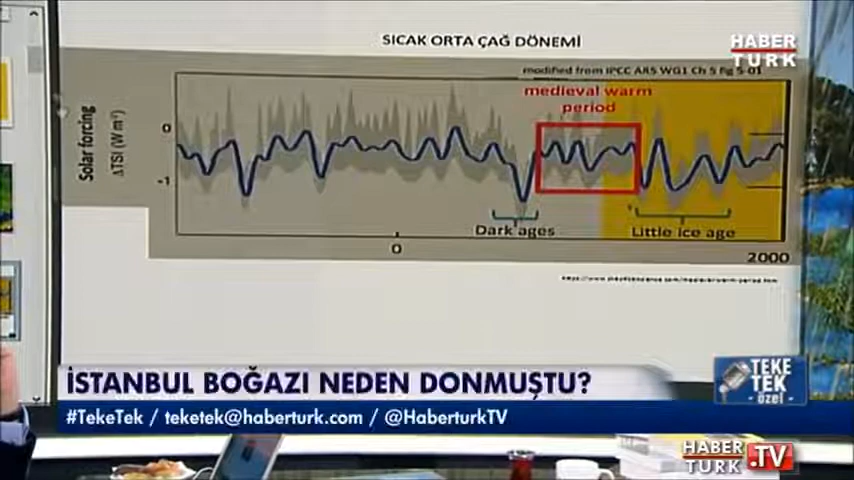 SICAK ORTA ÇAĞ DÖNEMİ
HABER
TÜRK
modified from IPCC AR5 WG1 Ch 5 fig 5-01
medieval warm
period
Solar forcing
ΔTSI (W m⁻²)
0
-1
Dark ages
Little ice age
0
2000
İSTANBUL BOĞAZI NEDEN DONMUŞTU?
#TekeTek / teketek@haberturk.com / @HaberturkTV
TEKE
TEK
- özel -
HABER
TÜRK .TV